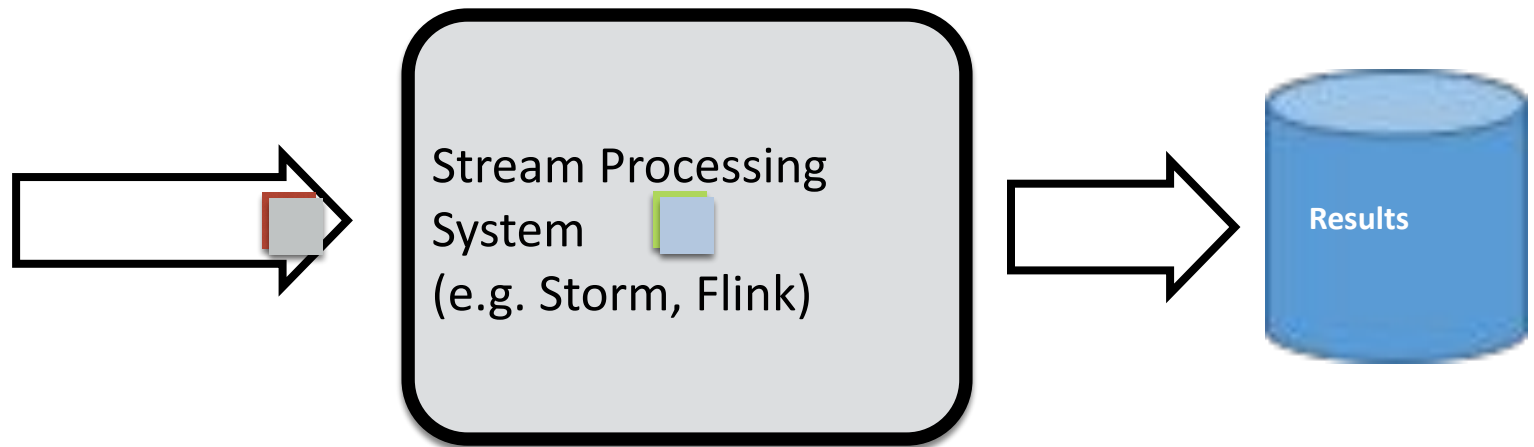 Stream Processing
System
(e.g. Storm, Flink)
Results